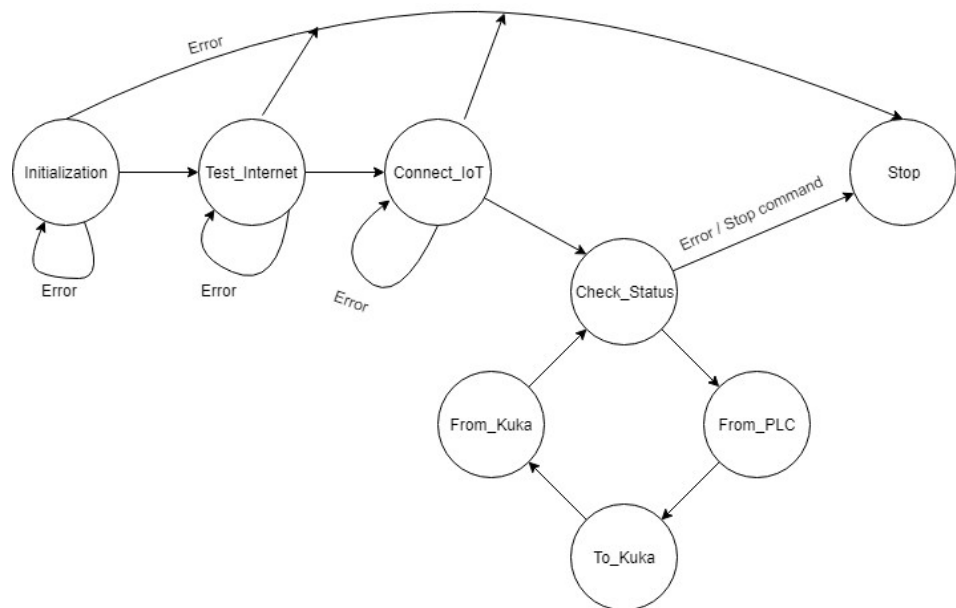 Error
Initialization
Test_Internet
Connect_IoT
Stop
Error / Stop command
Error
Error
Error
Check_Status
From_Kuka
From_PLC
To_Kuka